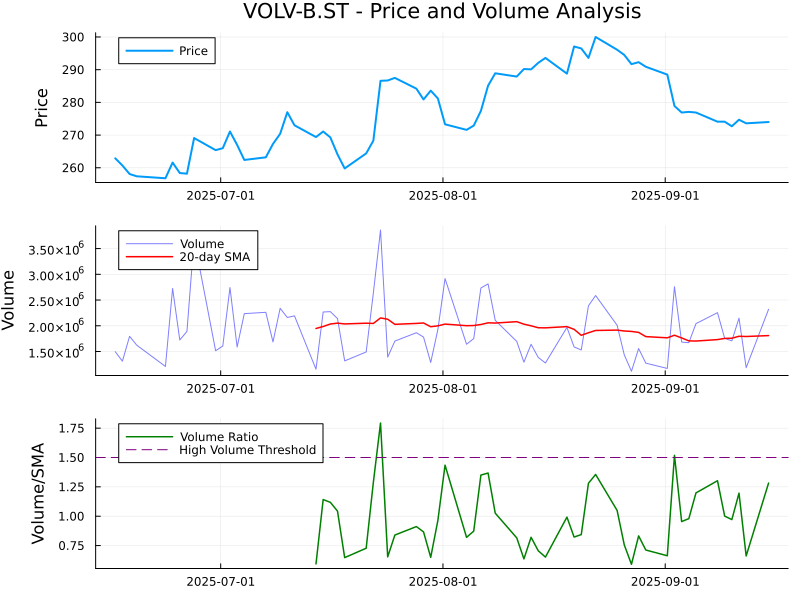 VOLV-B.ST - Price and Volume Analysis
Price
300
290
280
270
260
Price
2025-07-01 2025-08-01 2025-09-01
Volume
20-day SMA
3.50×10⁶
3.00×10⁶
2.50×10⁶
2.00×10⁶
1.50×10⁶
Volume
2025-07-01 2025-08-01 2025-09-01
Volume Ratio
High Volume Threshold
1.75
1.50
1.25
1.00
0.75
Volume/SMA
2025-07-01 2025-08-01 2025-09-01